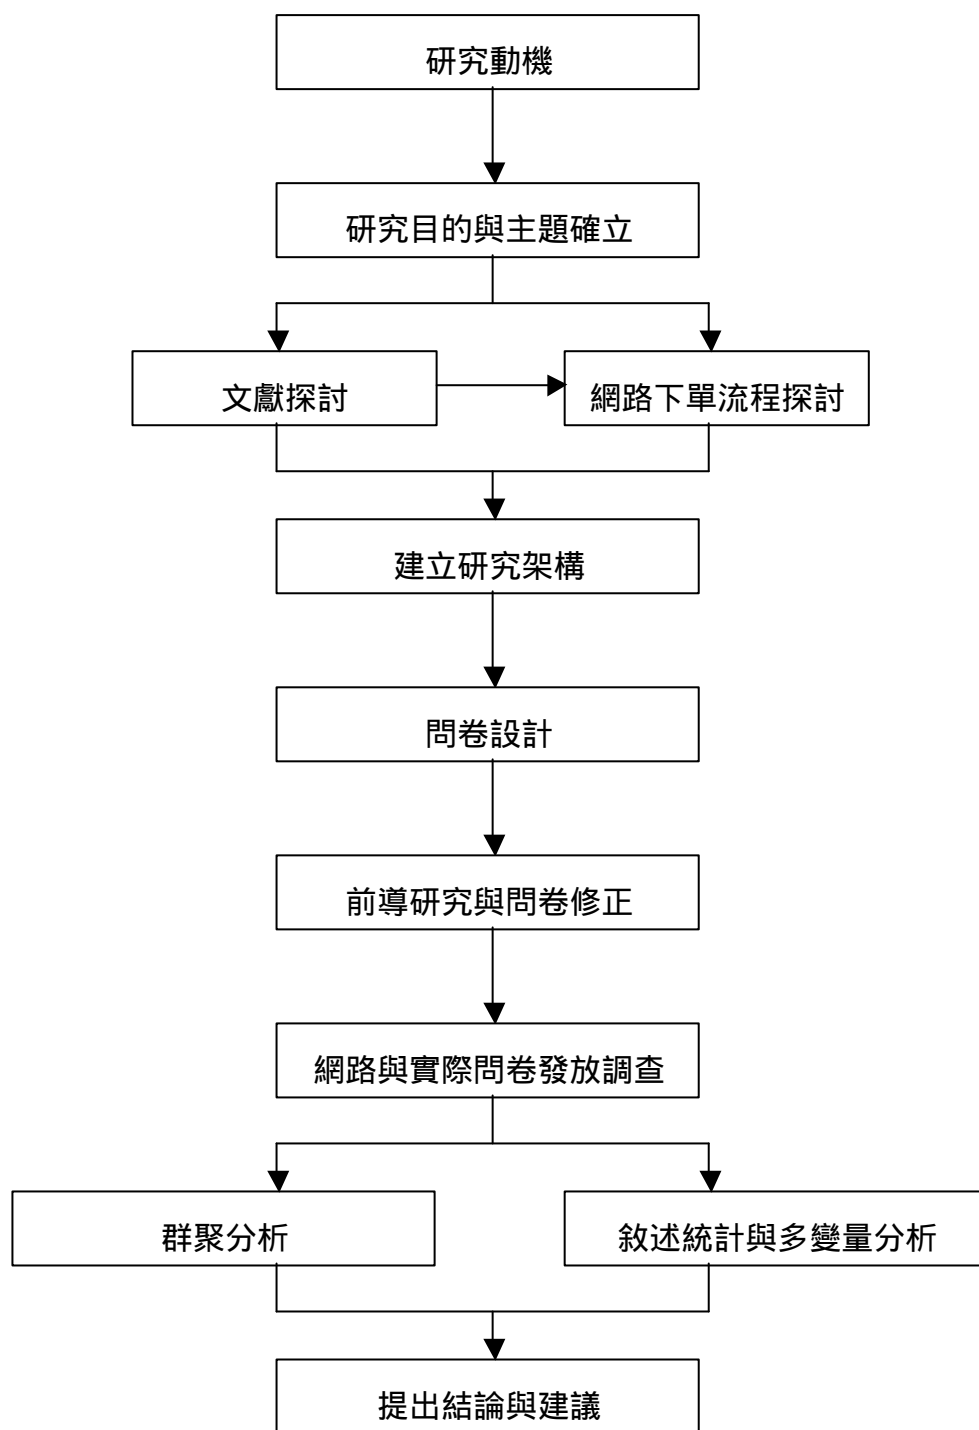 研究動機
研究目的與主題確立
文獻探討
網路下單流程探討
建立研究架構
問卷設計
前導研究與問卷修正
網路與實際問卷發放調查
群聚分析
敘述統計與多變量分析
提出結論與建議